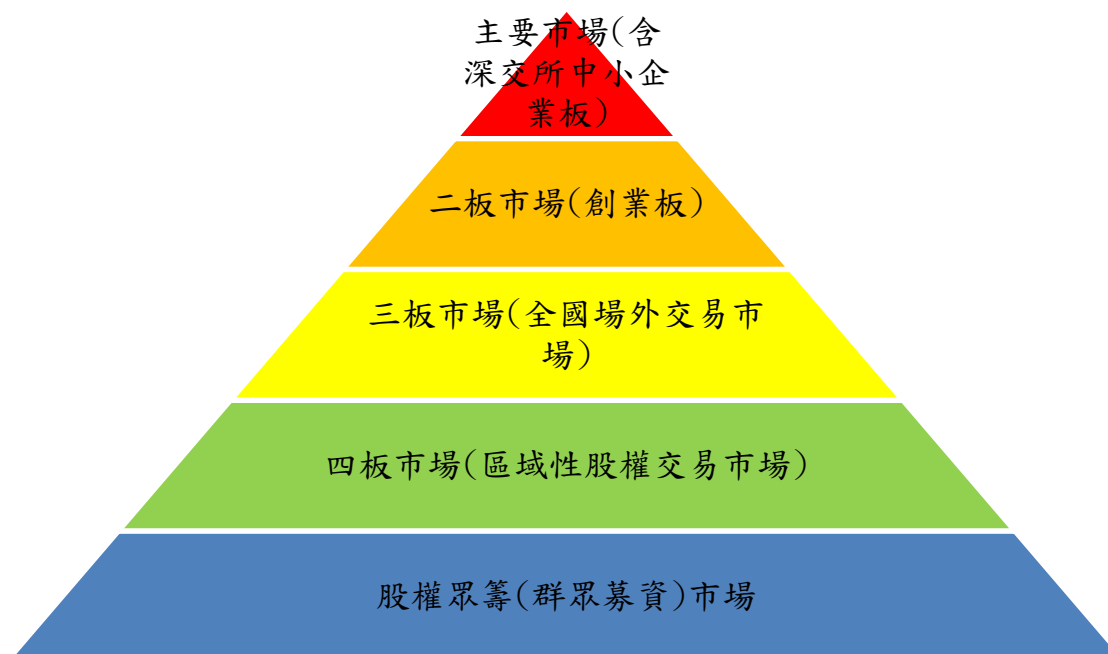 主要市場(含
深交所中小企
業板)
二板市場(創業板)
三板市場(全國場外交易市
場)
四板市場(區域性股權交易市場)
股權眾籌(群眾募資)市場